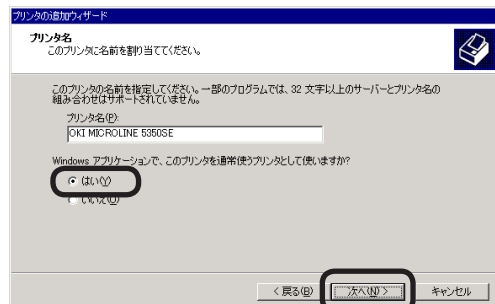 プリンタの追加ウィザード
プリンタ名
このプリンタに名前を割り当ててください。
このプリンタの名前を指定してください。一部のプログラムでは、32 文字以上のサーバーとプリンタ名の
組み合わせはサポートされていません。
プリンタ名(P):
OKI MICROLINE 5350SE
Windows アプリケーションで、このプリンタを通常使うプリンタとして使いますか?
はい(Y)
いいえ(O)
< 戻る(B)
次へ(N) >
キャンセル